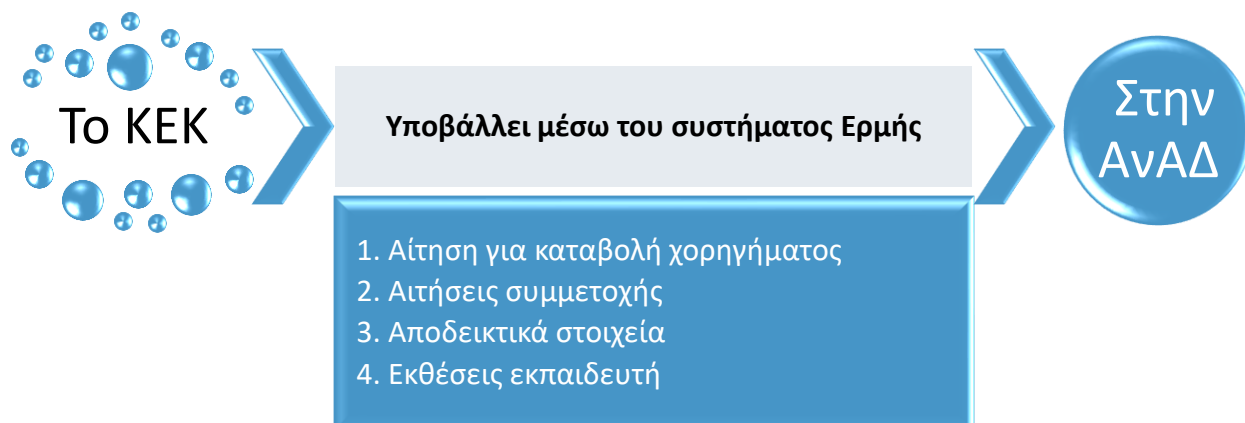 Το ΚΕΚ
Υποβάλλει μέσω του συστήματος Ερμής
1. Αίτηση για καταβολή χορηγήματος
2. Αιτήσεις συμμετοχής
3. Αποδεικτικά στοιχεία
4. Εκθέσεις εκπαιδευτή
Στην
ΑνΑΔ